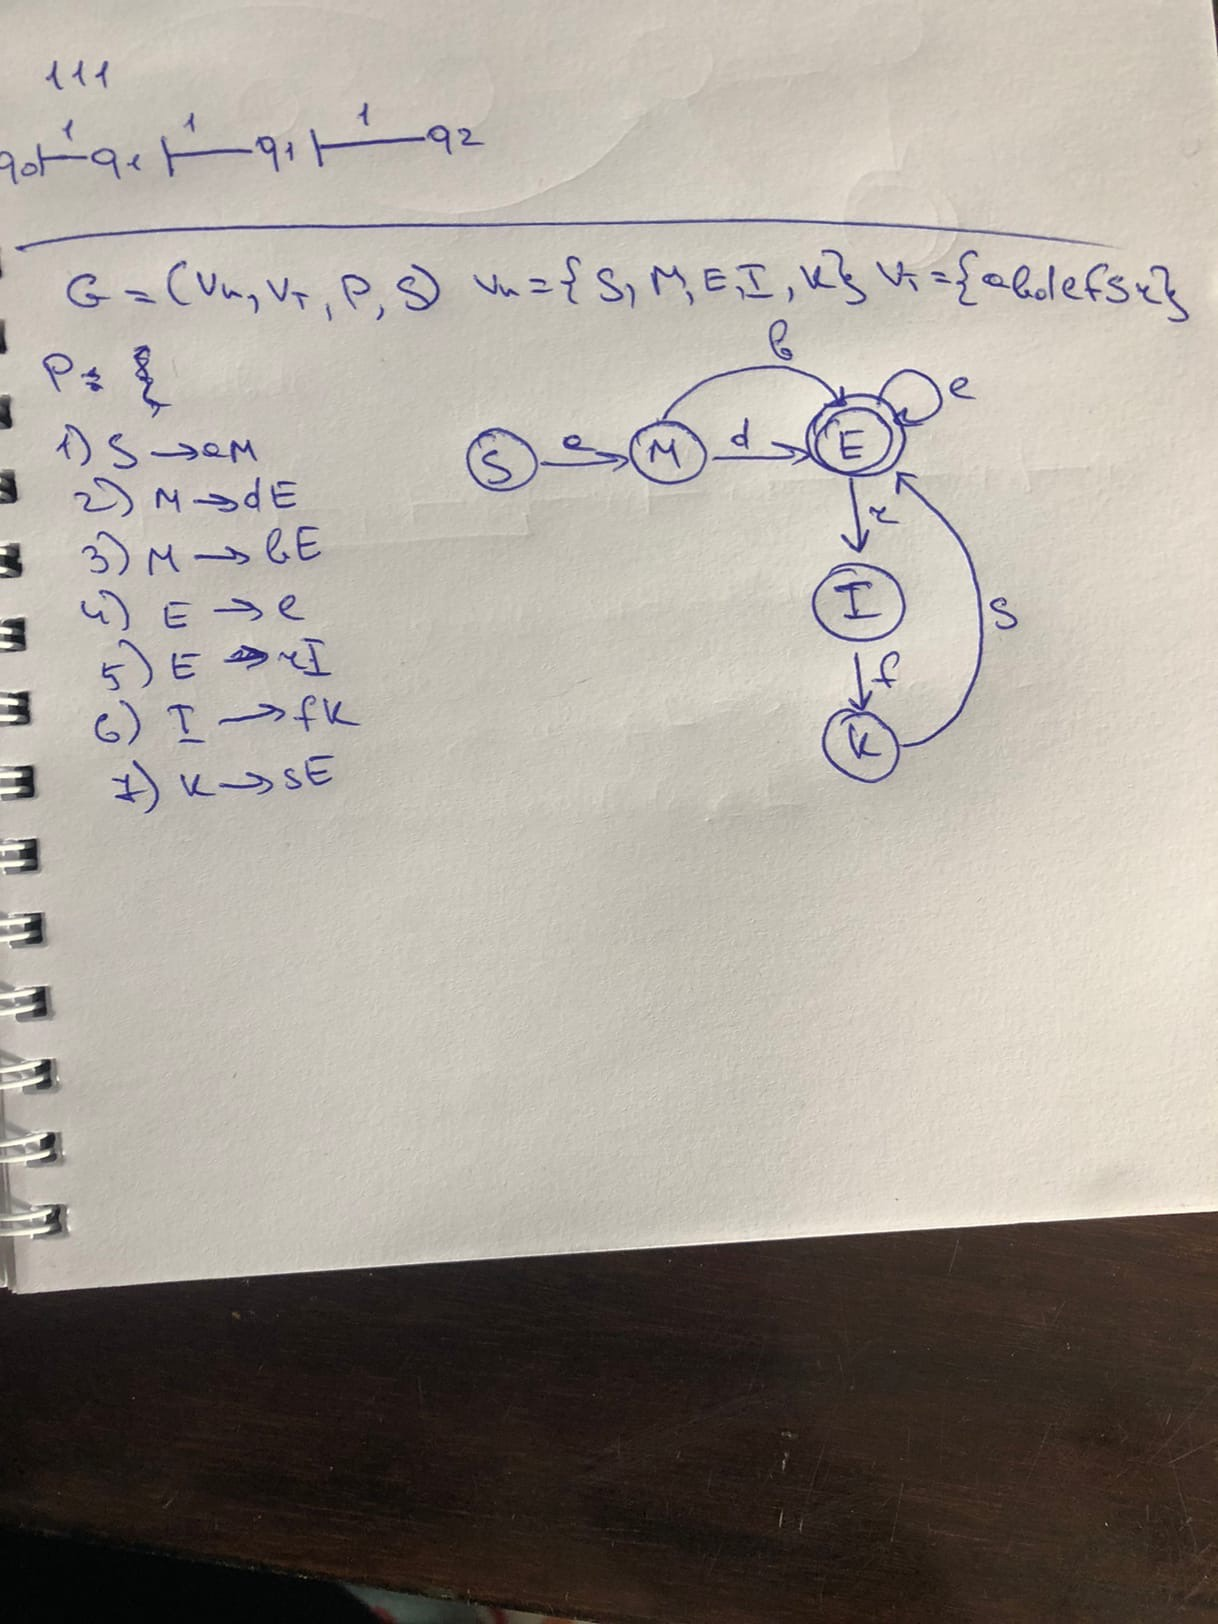 111
q0 ⊢1 q1 ⊢1 q1 ⊢1 q2
G = (Vn, VT, P, S) Vn = {S, M, E, I, K} VT = {abdefsr}
P = {
1) S → aM
2) M → dE
3) M → bE
4) E → e
5) E → rI
6) I → fK
7) K → sE
b
e
S a M d E
r
I
S
f
K